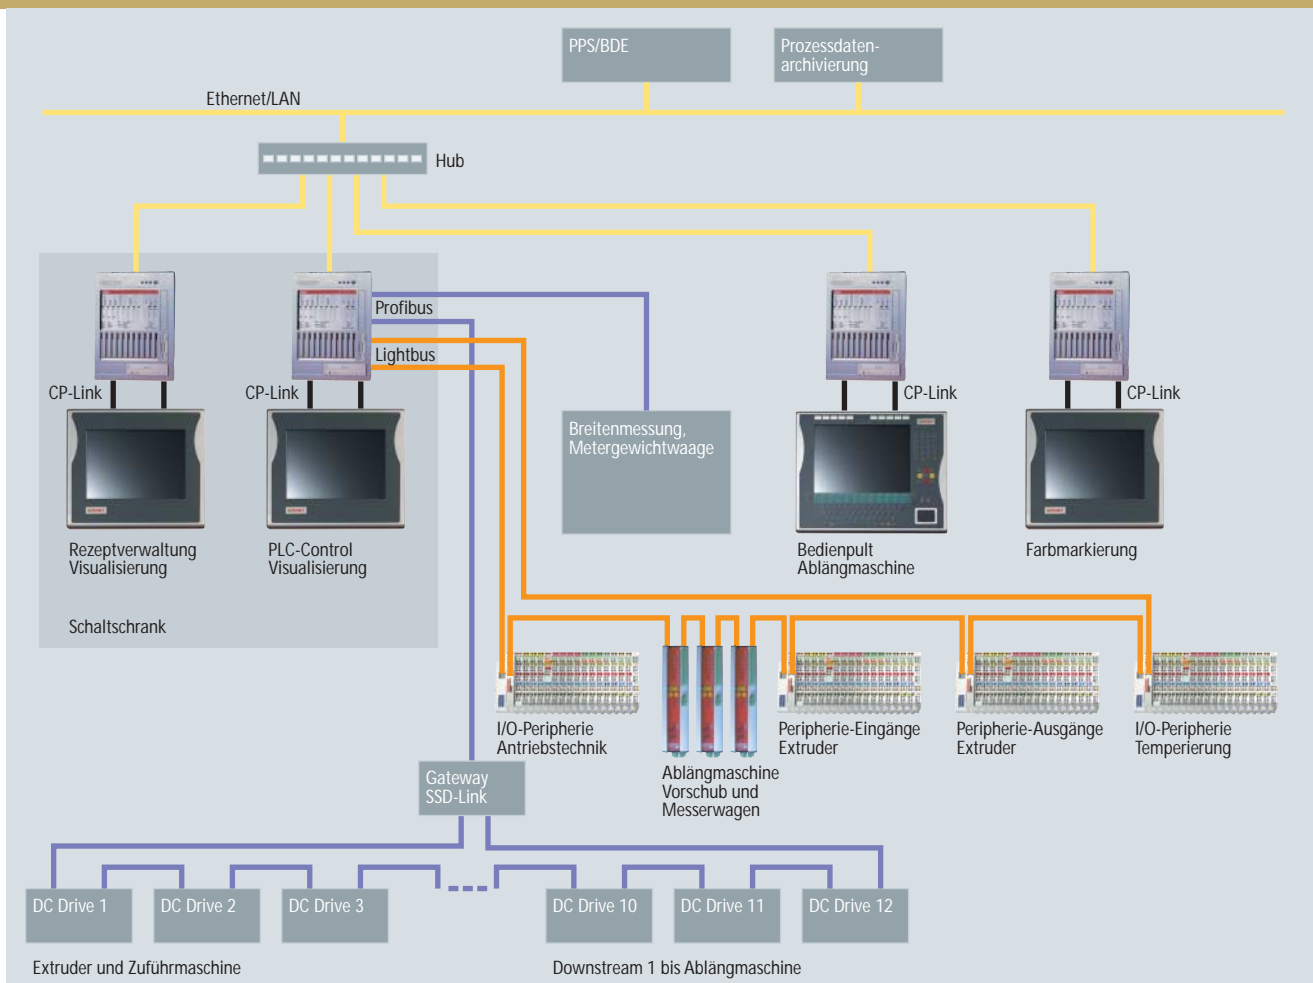 PPS/BDE
Prozessdaten-
archivierung
Ethernet/LAN
Hub
Profibus
Lightbus
CP-Link
CP-Link
CP-Link
CP-Link
Breitenmessung,
Metergewichtwaage
Rezeptverwaltung
Visualisierung
PLC-Control
Visualisierung
Bedienpult
Ablängmaschine
Farbmarkierung
Schaltschrank
I/O-Peripherie
Antriebstechnik
Ablängmaschine
Vorschub und
Messerwagen
Peripherie-Eingänge
Extruder
Peripherie-Ausgänge
Extruder
I/O-Peripherie
Temperierung
Gateway
SSD-Link
DC Drive 1
DC Drive 2
DC Drive 3
DC Drive 10
DC Drive 11
DC Drive 12
Extruder und Zuführmaschine
Downstream 1 bis Ablängmaschine